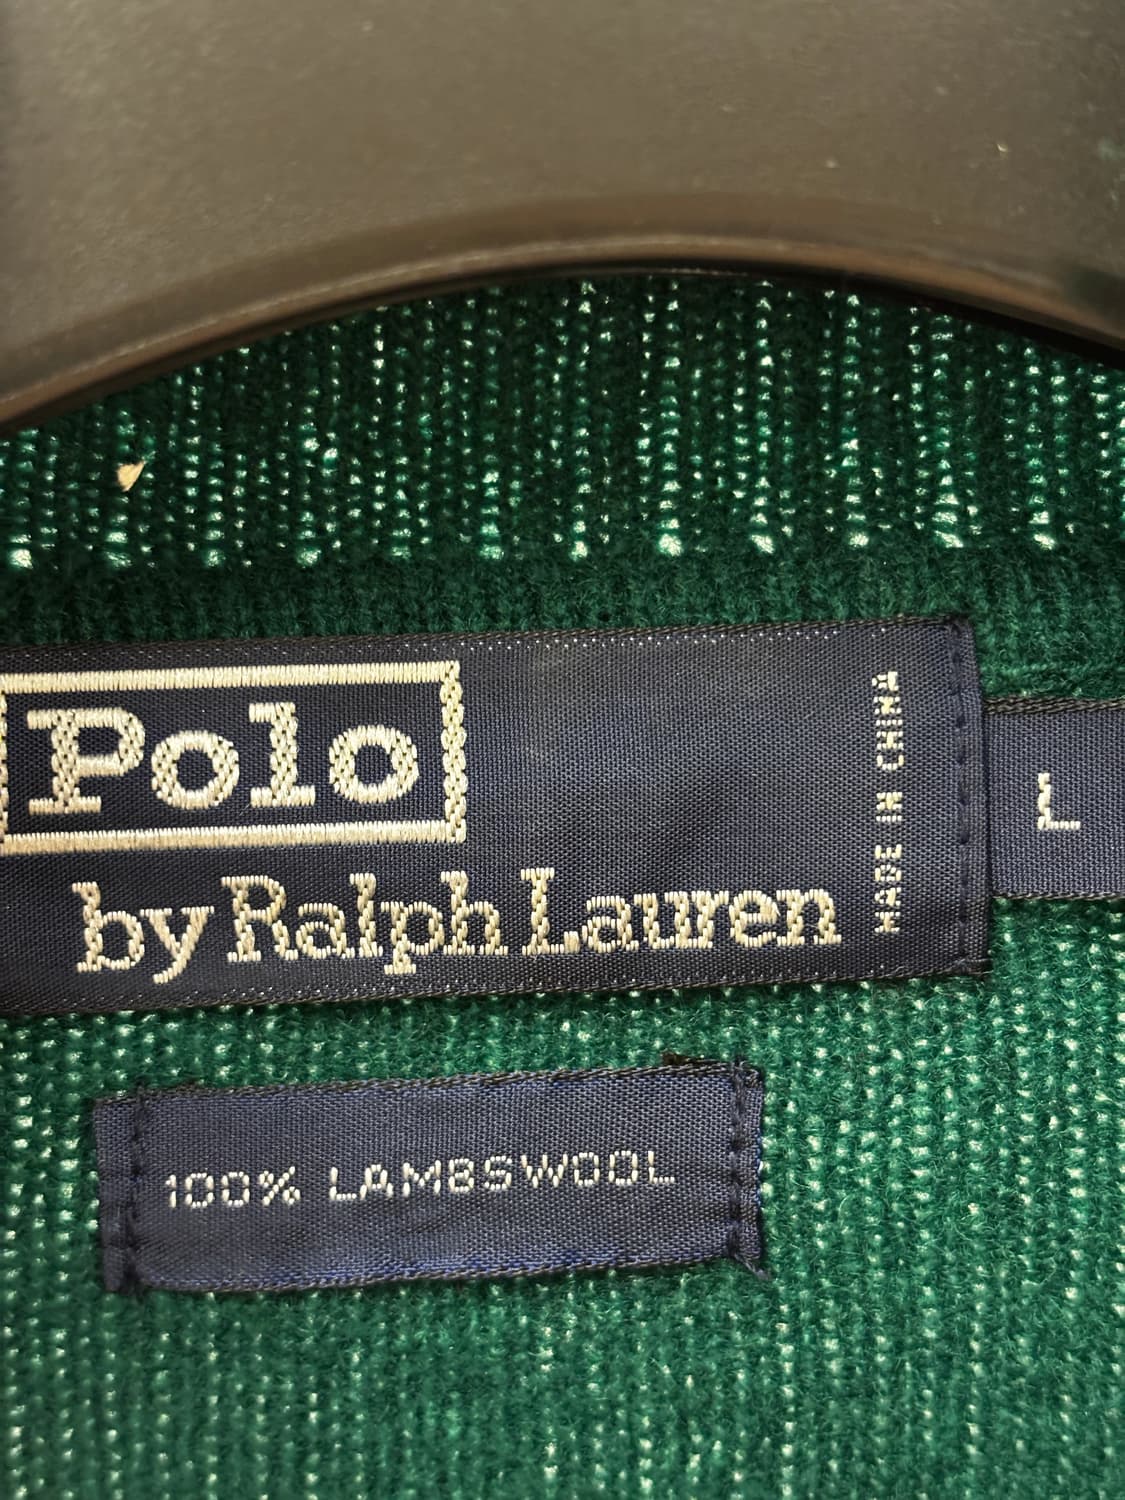 Polo
by Ralph Lauren
MADE IN CHINA
L
100% LAMBSWOOL